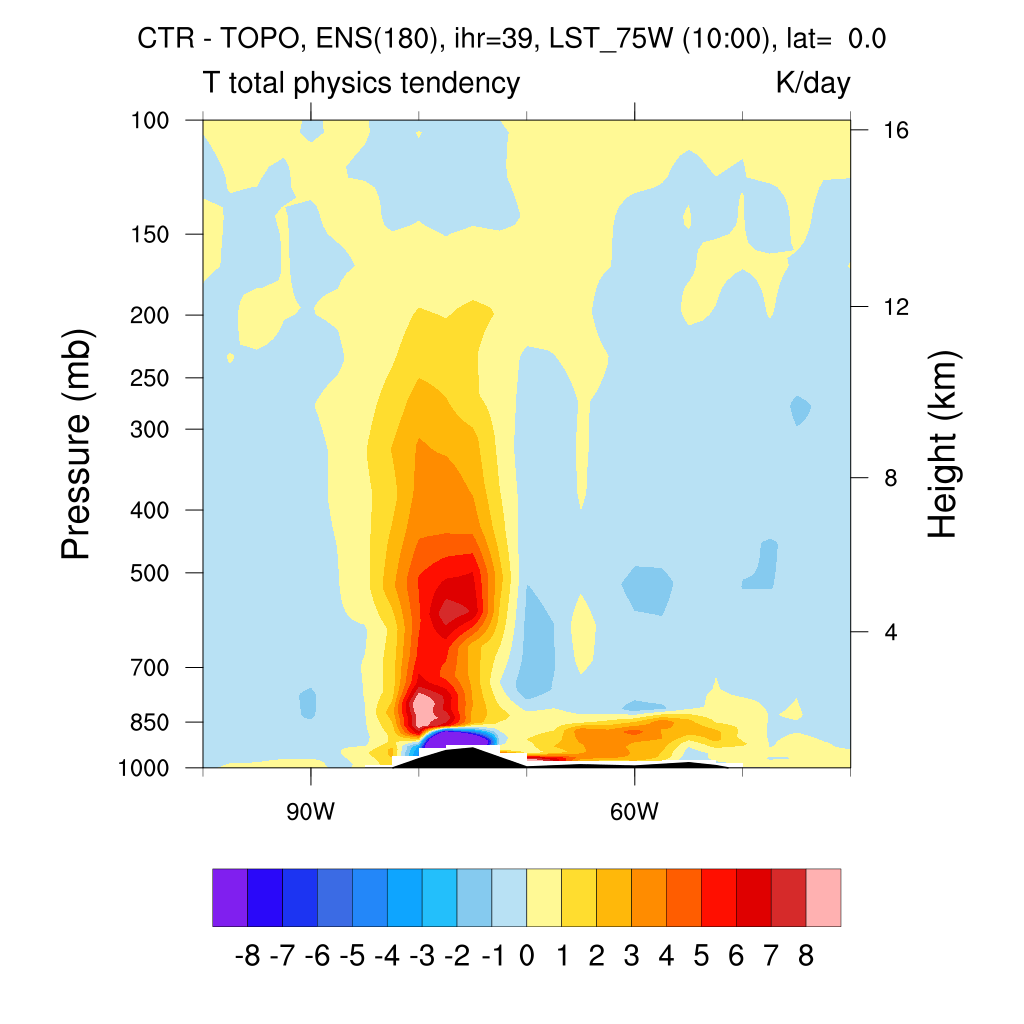 CTR - TOPO, ENS(180), ihr=39, LST_75W (10:00), lat=  0.0
T total physics tendency K/day
100
150
200
250
300
400
500
700
850
1000
Pressure (mb)
16
12
8
4
Height (km)
90W 60W
-8 -7 -6 -5 -4 -3 -2 -1 0 1 2 3 4 5 6 7 8